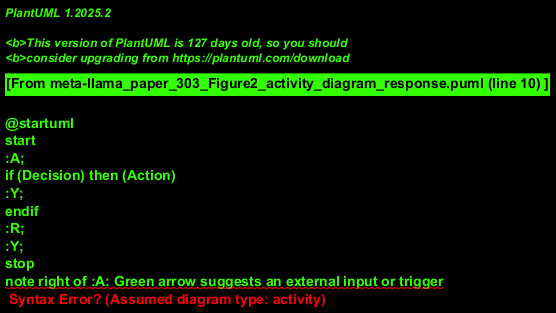 PlantUML 1.2025.2
<b>This version of PlantUML is 127 days old, so you should
<b>consider upgrading from https://plantuml.com/download
[From meta-llama_paper_303_Figure2_activity_diagram_response.puml (line 10) ]
@startuml
start
:A;
if (Decision) then (Action)
:Y;
endif
:R;
:Y;
stop
note right of :A: Green arrow suggests an external input or trigger
Syntax Error? (Assumed diagram type: activity)